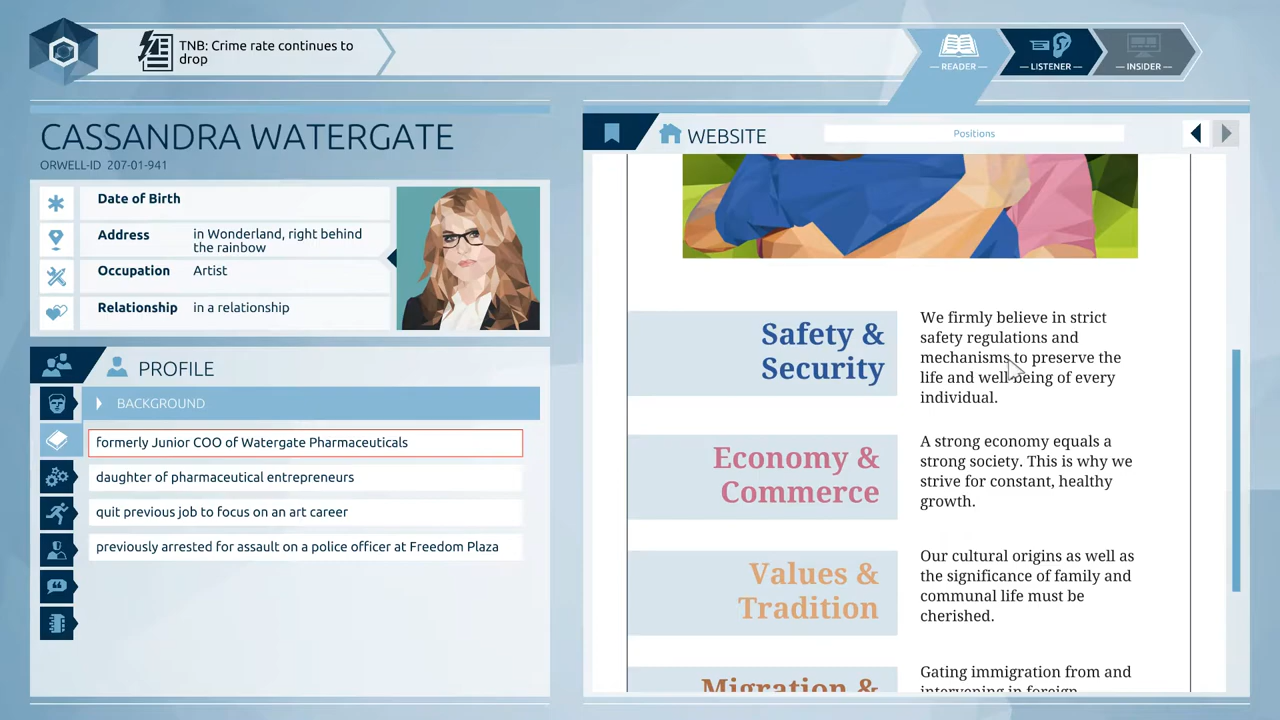 TNB: Crime rate continues to
drop
READER
LISTENER
INSIDER
CASSANDRA WATERGATE
ORWELL-ID 207-01-941
Date of Birth
Address in Wonderland, right behind
the rainbow
Occupation Artist
Relationship in a relationship
PROFILE
BACKGROUND
formerly Junior COO of Watergate Pharmaceuticals
daughter of pharmaceutical entrepreneurs
quit previous job to focus on an art career
previously arrested for assault on a police officer at Freedom Plaza
WEBSITE
Positions
Safety &
Security
We firmly believe in strict
safety regulations and
mechanisms to preserve the
life and well-being of every
individual.
Economy &
Commerce
A strong economy equals a
strong society. This is why we
strive for constant, healthy
growth.
Values &
Tradition
Our cultural origins as well as
the significance of family and
communal life must be
cherished.
Migration &
Gating immigration from and
intervening in foreign